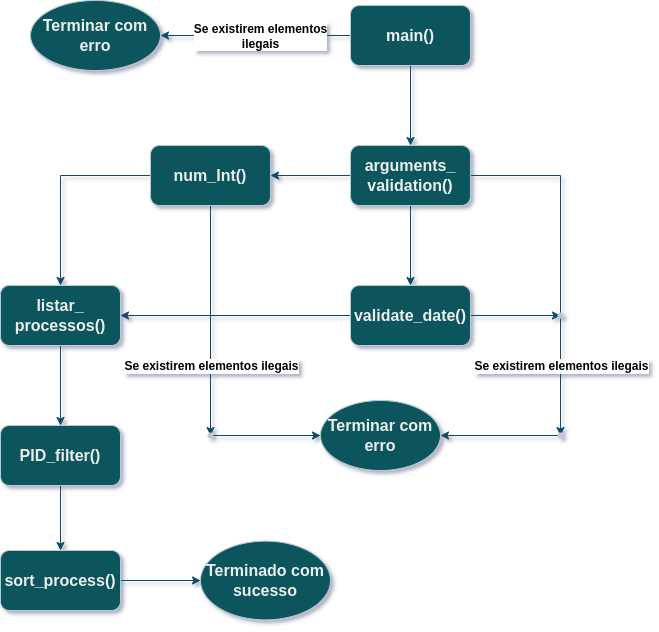 Terminar com
erro
Se existirem elementos
ilegais
main()
num_Int()
arguments_
validation()
listar_
processos()
validate_date()
Se existirem elementos ilegais
Se existirem elementos ilegais
Terminar com
erro
PID_filter()
sort_process()
Terminado com
sucesso